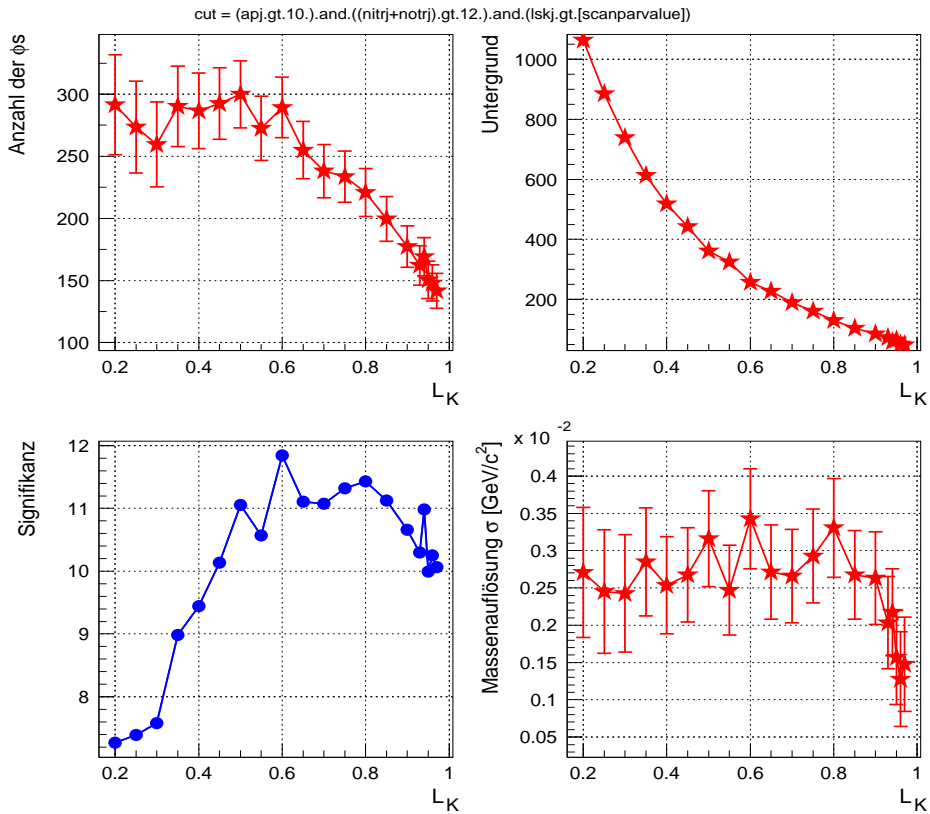 cut = (apj.gt.10.).and.((nitrj+notrj).gt.12.).and.(lskj.gt.[scanparvalue])
Anzahl der ϕs
300
250
200
150
100
0.2 0.4 0.6 0.8 1
L_K
Untergrund
1000
800
600
400
200
0.2 0.4 0.6 0.8 1
L_K
Signifikanz
12
11
10
9
8
0.2 0.4 0.6 0.8 1
L_K
Massenauflösung σ [GeV/c²]
x 10⁻²
0.4
0.35
0.3
0.25
0.2
0.15
0.1
0.05
0.2 0.4 0.6 0.8 1
L_K